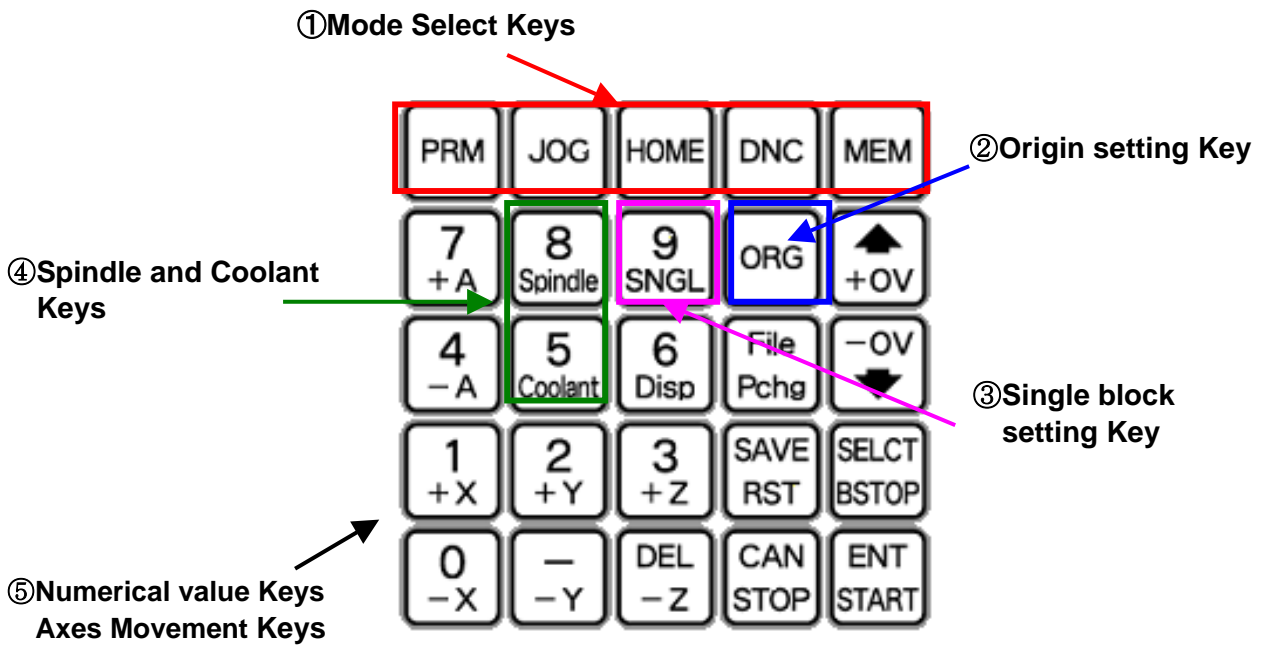 ①Mode Select Keys
PRM JOG HOME DNC MEM
②Origin setting Key
7 8 9 ORG
+A Spindle SNGL +OV
④Spindle and Coolant
Keys
4 5 6 File -OV
-A Coolant Disp Pchg
③Single block
setting Key
1 2 3 SAVE SELCT
+X +Y +Z RST BSTOP
0 - DEL CAN ENT
-X -Y -Z STOP START
⑤Numerical value Keys
Axes Movement Keys